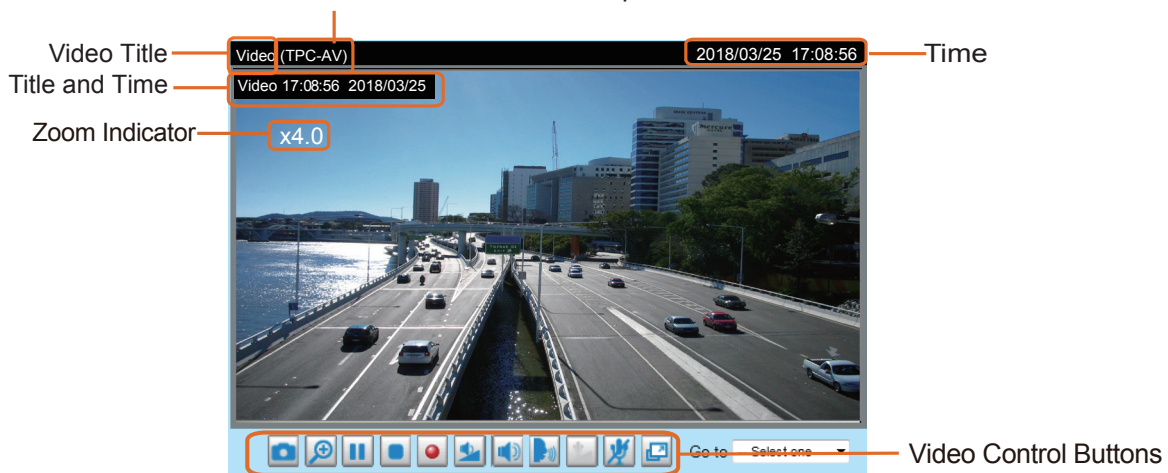 Video Title
Video (TPC-AV)
2018/03/25 17:08:56
Time
Title and Time
Video 17:08:56 2018/03/25
Zoom Indicator
x4.0
mercure
Go to
Select one
Video Control Buttons